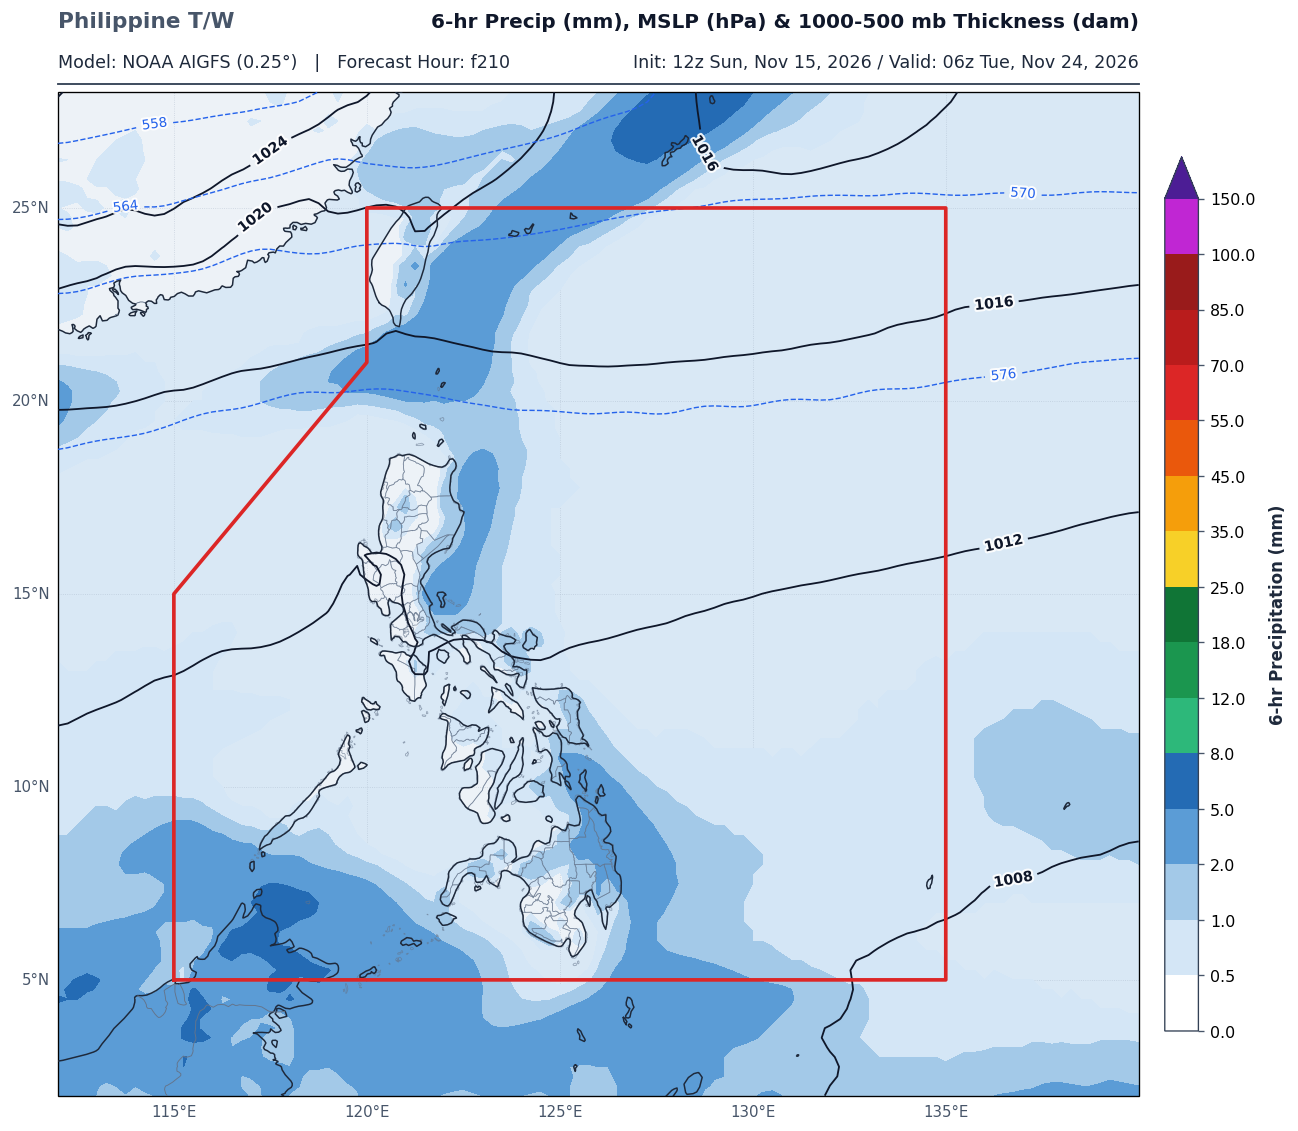 Philippine T/W
6-hr Precip (mm), MSLP (hPa) & 1000-500 mb Thickness (dam)
Model: NOAA AIGFS (0.25°) | Forecast Hour: f210
Init: 12z Sun, Nov 15, 2026 / Valid: 06z Tue, Nov 24, 2026
558
1024
1016
564
570
1020
25°N
1016
576
20°N
1012
15°N
10°N
1008
5°N
115°E
120°E
125°E
130°E
135°E
150.0
100.0
85.0
70.0
55.0
45.0
35.0
25.0
18.0
12.0
8.0
5.0
2.0
1.0
0.5
0.0
6-hr Precipitation (mm)